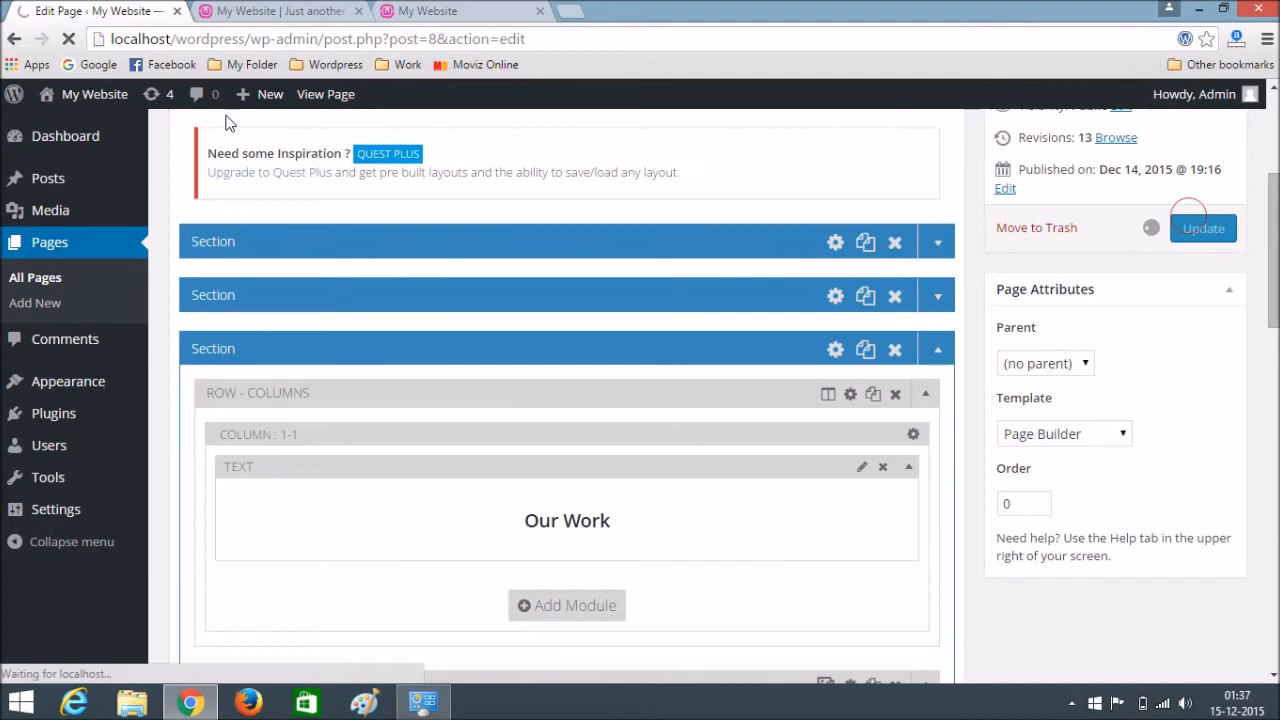 Edit Page ‹ My Website —
My Website | Just another
My Website
localhost/wordpress/wp-admin/post.php?post=8&action=edit
Apps
Google
Facebook
My Folder
Wordpress
Work
Moviz Online
Other bookmarks
My Website
4
0
New
View Page
Howdy, Admin
Dashboard
Posts
Media
Pages
All Pages
Add New
Comments
Appearance
Plugins
Users
Tools
Settings
Collapse menu
Need some Inspiration ? QUEST PLUS
Upgrade to Quest Plus and get pre built layouts and the ability to save/load any layout.
Section
Section
Section
ROW - COLUMNS
COLUMN : 1-1
TEXT
Our Work
Add Module
Visibility: Public Edit
Revisions: 13 Browse
Published on: Dec 14, 2015 @ 19:16
Edit
Move to Trash
Update
Page Attributes
Parent
(no parent)
Template
Page Builder
Order
0
Need help? Use the Help tab in the upper
right of your screen.
Waiting for localhost...
01:37
15-12-2015